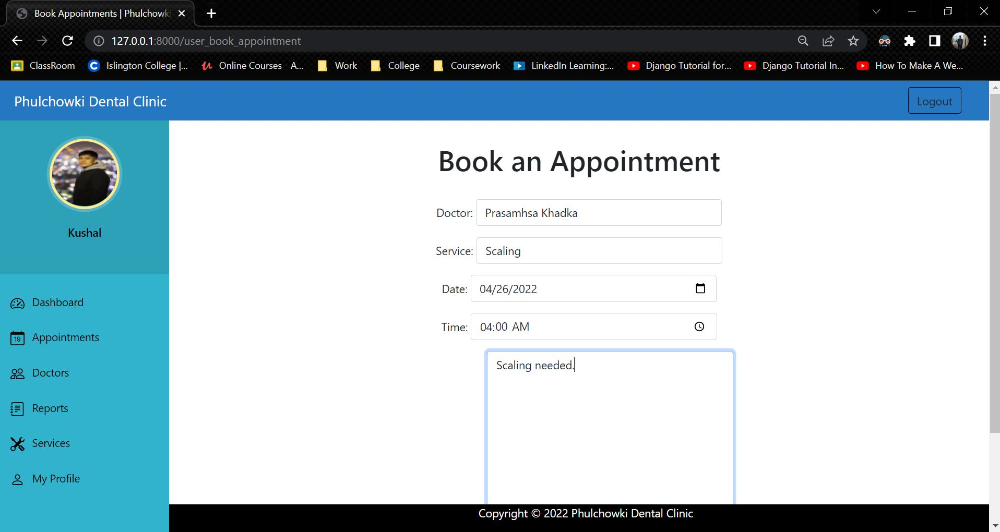 Book Appointments | Phulchowki
127.0.0.1:8000/user_book_appointment
ClassRoom Islington College |... Online Courses - A... Work College Coursework LinkedIn Learning:... Django Tutorial for... Django Tutorial In... How To Make A We...
Phulchowki Dental Clinic Logout
Kushal
Dashboard
19 Appointments
Doctors
Reports
Services
My Profile
Book an Appointment
Doctor: Prasamhsa Khadka
Service: Scaling
Date: 04/26/2022
Time: 04:00 AM
Scaling needed.
Copyright © 2022 Phulchowki Dental Clinic